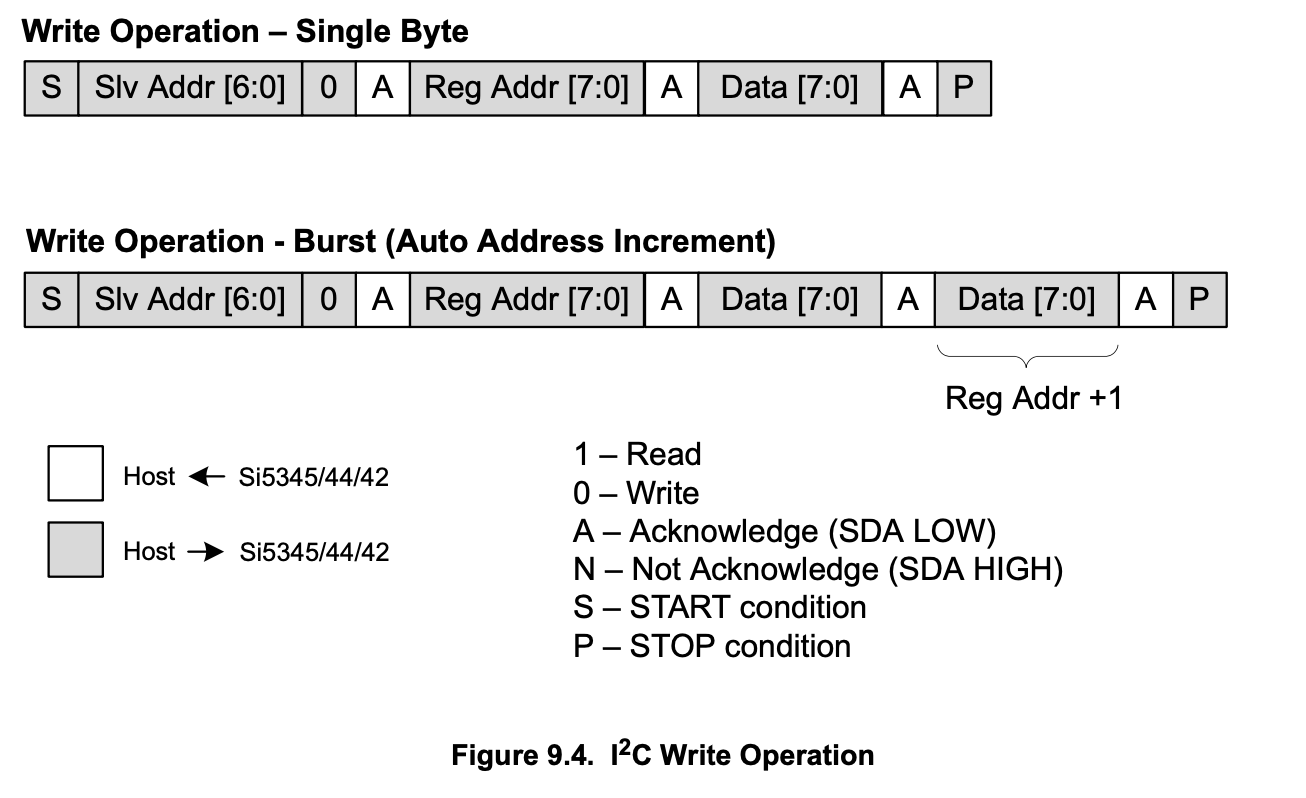 Write Operation – Single Byte
S Slv Addr [6:0] 0 A Reg Addr [7:0] A Data [7:0] A P
Write Operation - Burst (Auto Address Increment)
S Slv Addr [6:0] 0 A Reg Addr [7:0] A Data [7:0] A Data [7:0] A P
Reg Addr +1
Host ← Si5345/44/42
Host → Si5345/44/42
1 – Read
0 – Write
A – Acknowledge (SDA LOW)
N – Not Acknowledge (SDA HIGH)
S – START condition
P – STOP condition
Figure 9.4. I²C Write Operation